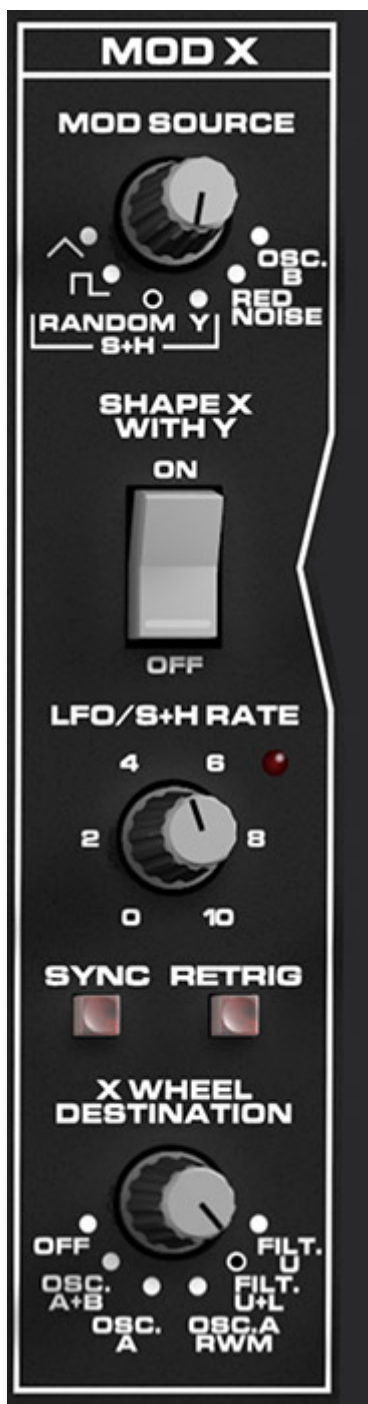 MOD X
MOD SOURCE
OSC.
B
RED
NOISE
RANDOM Y
S+H
SHAPE X
WITH Y
ON
OFF
LFO/S+H RATE
4 6
2 8
0 10
SYNC RETRIG
X WHEEL
DESTINATION
OFF
OSC.
A+B
OSC.
A
OSC.A
RWM
FILT.
U+L
FILT.
U